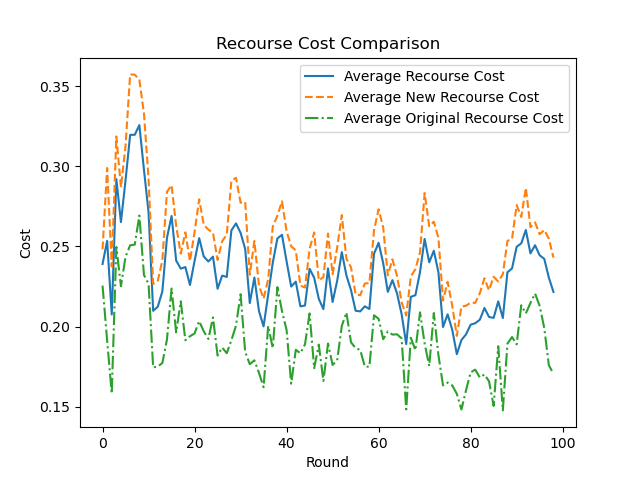 Recourse Cost Comparison
Average Recourse Cost
Average New Recourse Cost
Average Original Recourse Cost
Cost
0.35
0.30
0.25
0.20
0.15
0 20 40 60 80 100
Round